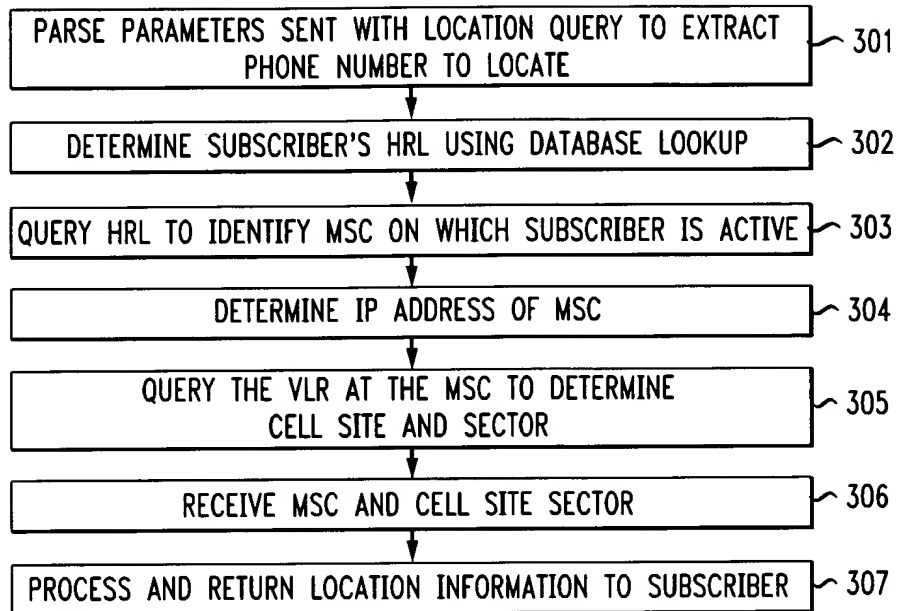 PARSE PARAMETERS SENT WITH LOCATION QUERY TO EXTRACT
PHONE NUMBER TO LOCATE
301
DETERMINE SUBSCRIBER'S HRL USING DATABASE LOOKUP
302
QUERY HRL TO IDENTIFY MSC ON WHICH SUBSCRIBER IS ACTIVE
303
DETERMINE IP ADDRESS OF MSC
304
QUERY THE VLR AT THE MSC TO DETERMINE
CELL SITE AND SECTOR
305
RECEIVE MSC AND CELL SITE SECTOR
306
PROCESS AND RETURN LOCATION INFORMATION TO SUBSCRIBER
307